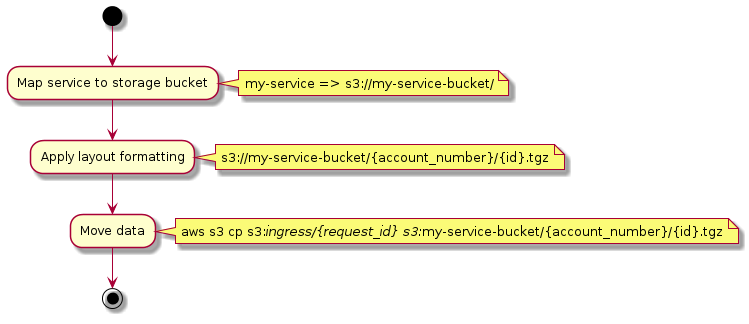 Map service to storage bucket
my-service => s3://my-service-bucket/
Apply layout formatting
s3://my-service-bucket/{account_number}/{id}.tgz
Move data
aws s3 cp s3:ingress/{request_id} s3:my-service-bucket/{account_number}/{id}.tgz